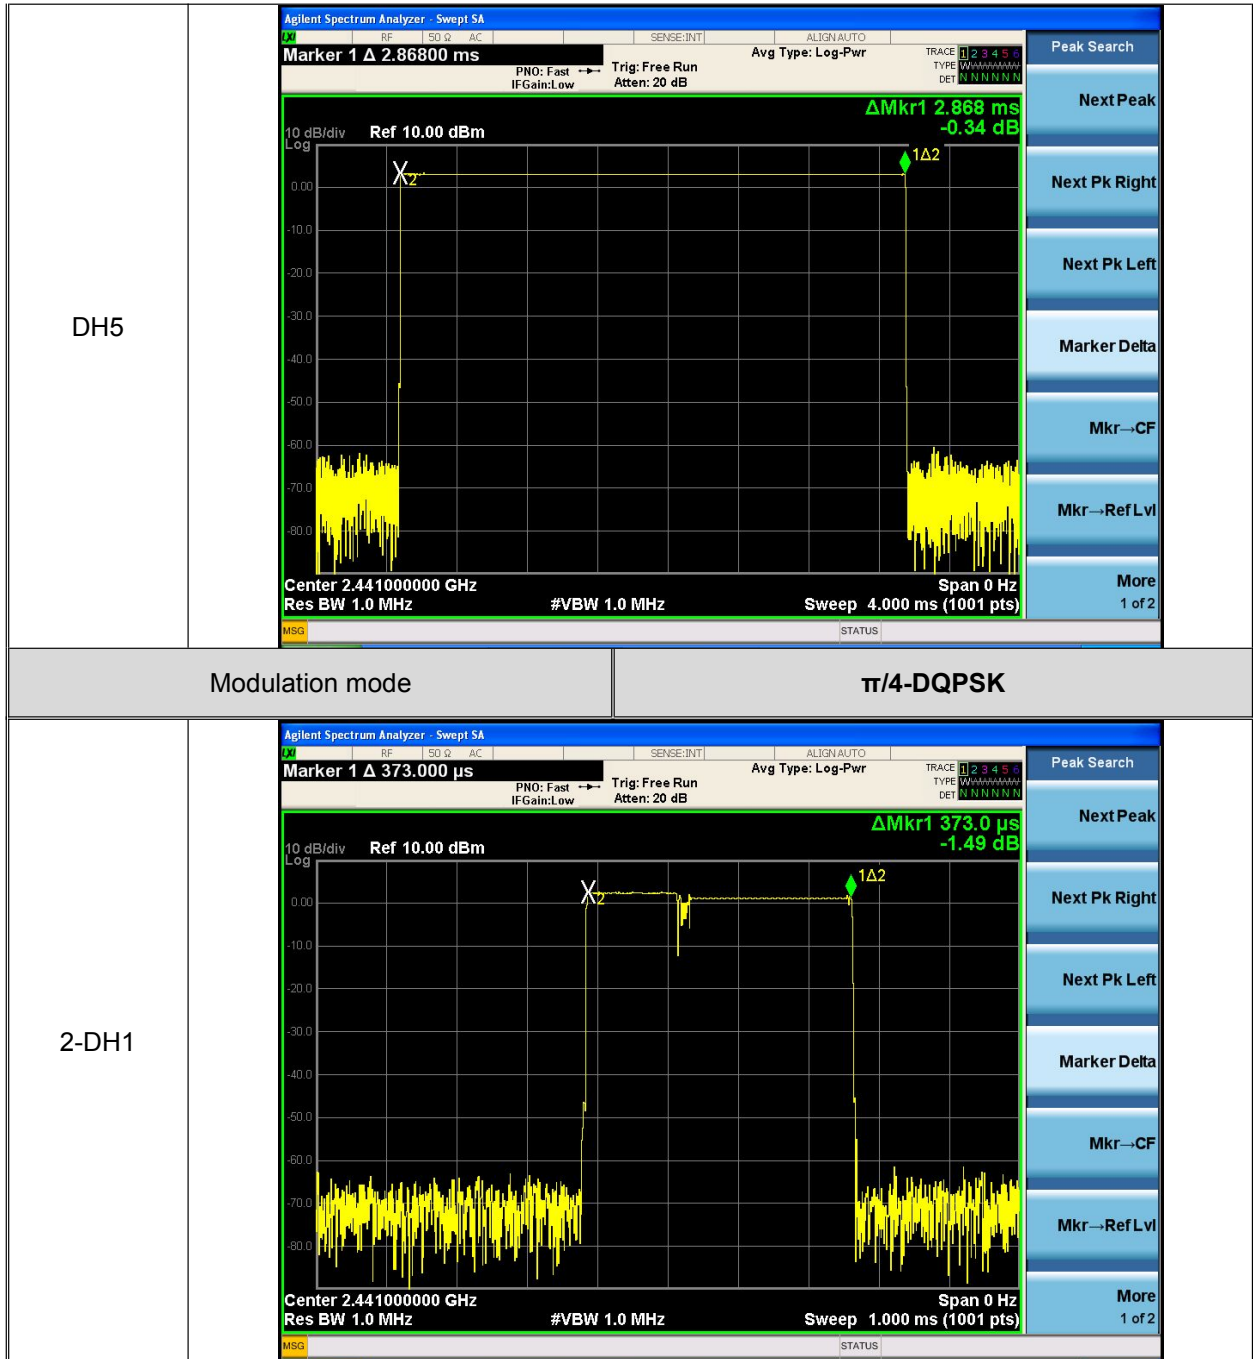 DH5
Agilent Spectrum Analyzer - Swept SA
LXI RF 50 Ω AC SENSE:INT ALIGN AUTO
Marker 1 Δ 2.86800 ms
PNO: Fast
IFGain:Low
Trig: Free Run
Atten: 20 dB
Avg Type: Log-Pwr
TRACE 1 2 3 4 5 6
TYPE WWWWWW
DET N N N N N N
ΔMkr1 2.868 ms
-0.34 dB
10 dB/div Ref 10.00 dBm
Log
1Δ2
X2
0.00
-10.0
-20.0
-30.0
-40.0
-50.0
-60.0
-70.0
-80.0
Center 2.441000000 GHz Span 0 Hz
Res BW 1.0 MHz #VBW 1.0 MHz Sweep 4.000 ms (1001 pts)
MSG STATUS
Peak Search
Next Peak
Next Pk Right
Next Pk Left
Marker Delta
Mkr→CF
Mkr→Ref Lvl
More
1 of 2
Modulation mode π/4-DQPSK
2-DH1
Agilent Spectrum Analyzer - Swept SA
LXI RF 50 Ω AC SENSE:INT ALIGN AUTO
Marker 1 Δ 373.000 µs
PNO: Fast
IFGain:Low
Trig: Free Run
Atten: 20 dB
Avg Type: Log-Pwr
TRACE 1 2 3 4 5 6
TYPE WWWWWW
DET N N N N N N
ΔMkr1 373.0 µs
-1.49 dB
10 dB/div Ref 10.00 dBm
Log
1Δ2
X2
0.00
-10.0
-20.0
-30.0
-40.0
-50.0
-60.0
-70.0
-80.0
Center 2.441000000 GHz Span 0 Hz
Res BW 1.0 MHz #VBW 1.0 MHz Sweep 1.000 ms (1001 pts)
MSG STATUS
Peak Search
Next Peak
Next Pk Right
Next Pk Left
Marker Delta
Mkr→CF
Mkr→Ref Lvl
More
1 of 2